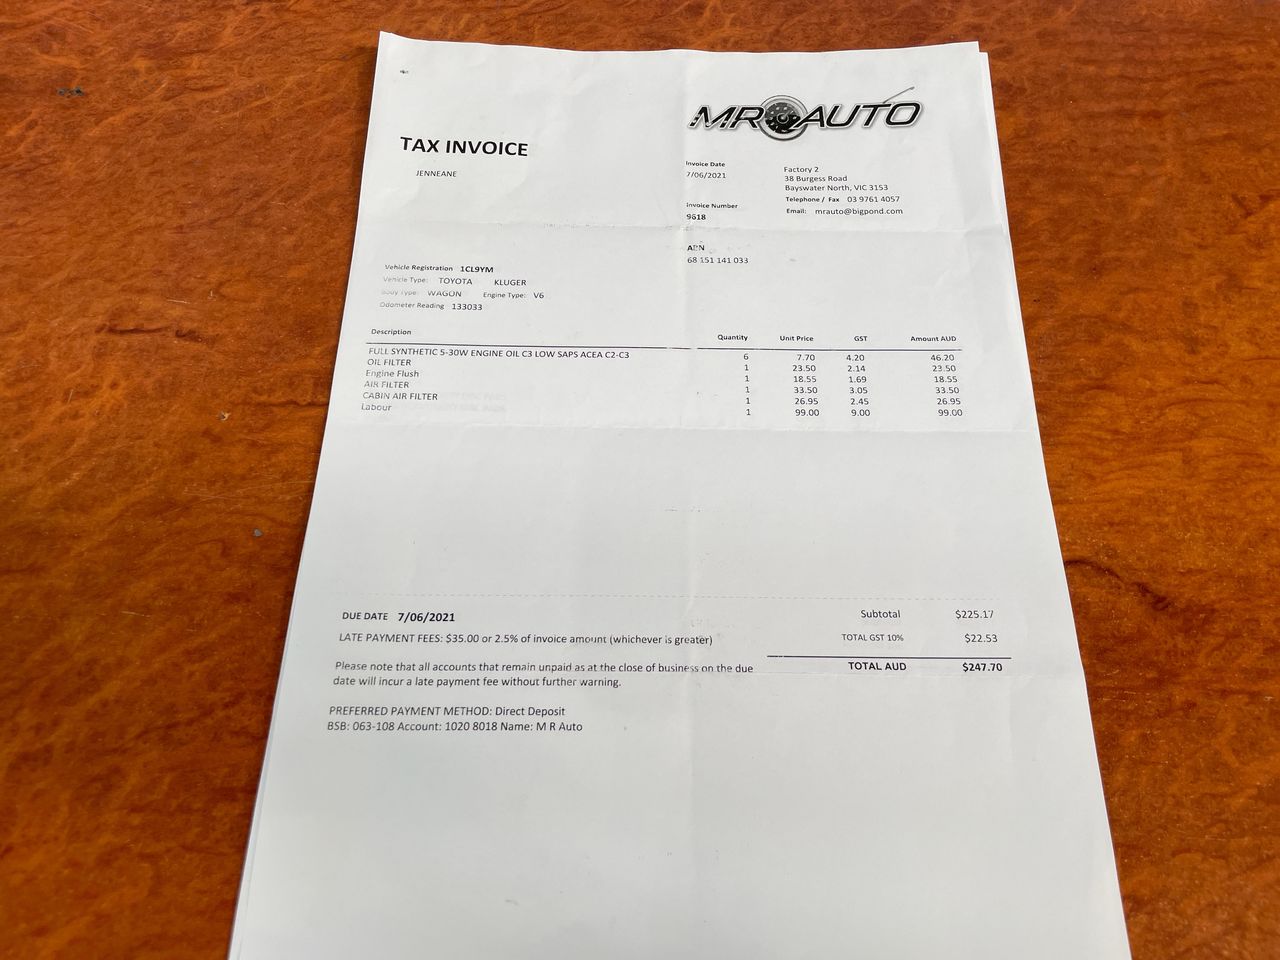 MR AUTO
TAX INVOICE
JENNEANE
Invoice Date
7/06/2021
Invoice Number
9618
Factory 2
38 Burgess Road
Bayswater North, VIC 3153
Telephone / Fax 03 9761 4057
Email: mrauto@bigpond.com
ABN
68 151 141 033
Vehicle Registration 1CL9YM
Vehicle Type: TOYOTA KLUGER
Body Type: WAGON Engine Type: V6
Odometer Reading 133033
Description Quantity Unit Price GST Amount AUD
FULL SYNTHETIC 5-30W ENGINE OIL C3 LOW SAPS ACEA C2-C3 6 7.70 4.20 46.20
OIL FILTER 1 23.50 2.14 23.50
Engine Flush 1 18.55 1.69 18.55
AIR FILTER 1 33.50 3.05 33.50
CABIN AIR FILTER 1 26.95 2.45 26.95
Labour 1 99.00 9.00 99.00
DUE DATE 7/06/2021
LATE PAYMENT FEES: $35.00 or 2.5% of invoice amount (whichever is greater)
Please note that all accounts that remain unpaid as at the close of business on the due
date will incur a late payment fee without further warning.
PREFERRED PAYMENT METHOD: Direct Deposit
BSB: 063-108 Account: 1020 8018 Name: M R Auto
Subtotal $225.17
TOTAL GST 10% $22.53
TOTAL AUD $247.70